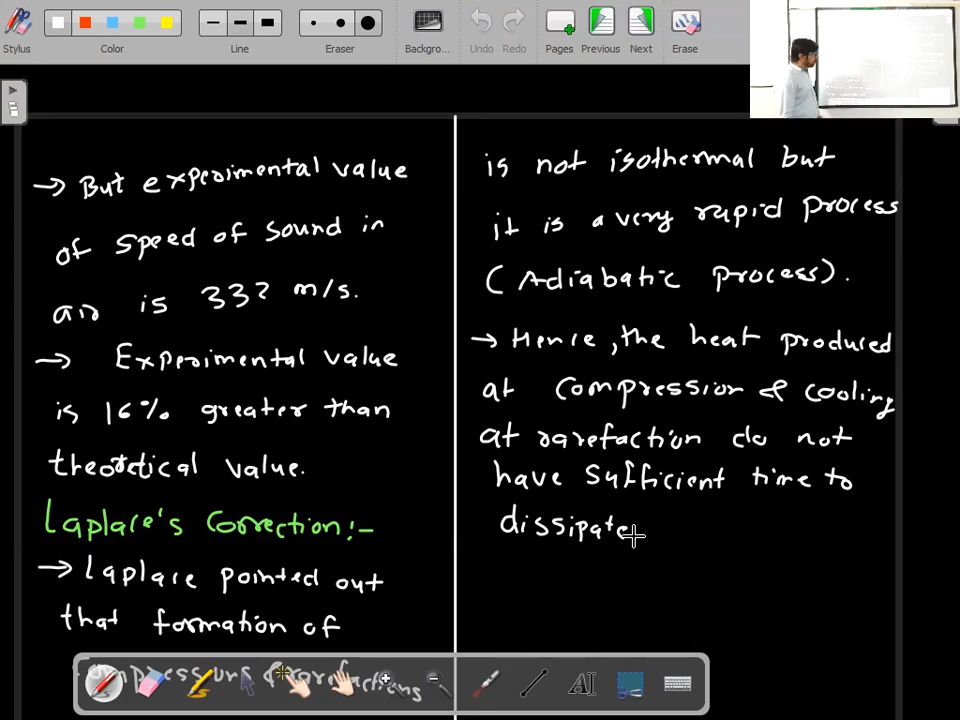 Stylus
Color
Line
Eraser
Backgro...
Undo
Redo
Pages
Previous
Next
Erase
→ But experimental value
of speed of sound in
air is 332 m/s.
→ Experimental value
is 16% greater than
theoretical value.
Laplace's Correction:-
→ Laplace pointed out
that formation of
compressions & rarefactions
is not isothermal but
it is a very rapid process
(Adiabatic process).
→ Hence, the heat produced
at compression & cooling
at rarefaction do not
have sufficient time to
dissipate